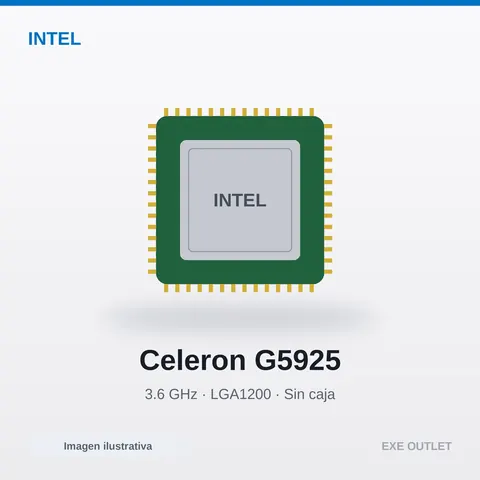 INTEL
INTEL
Celeron G5925
3.6 GHz · LGA1200 · Sin caja
Imagen ilustrativa
EXE OUTLET